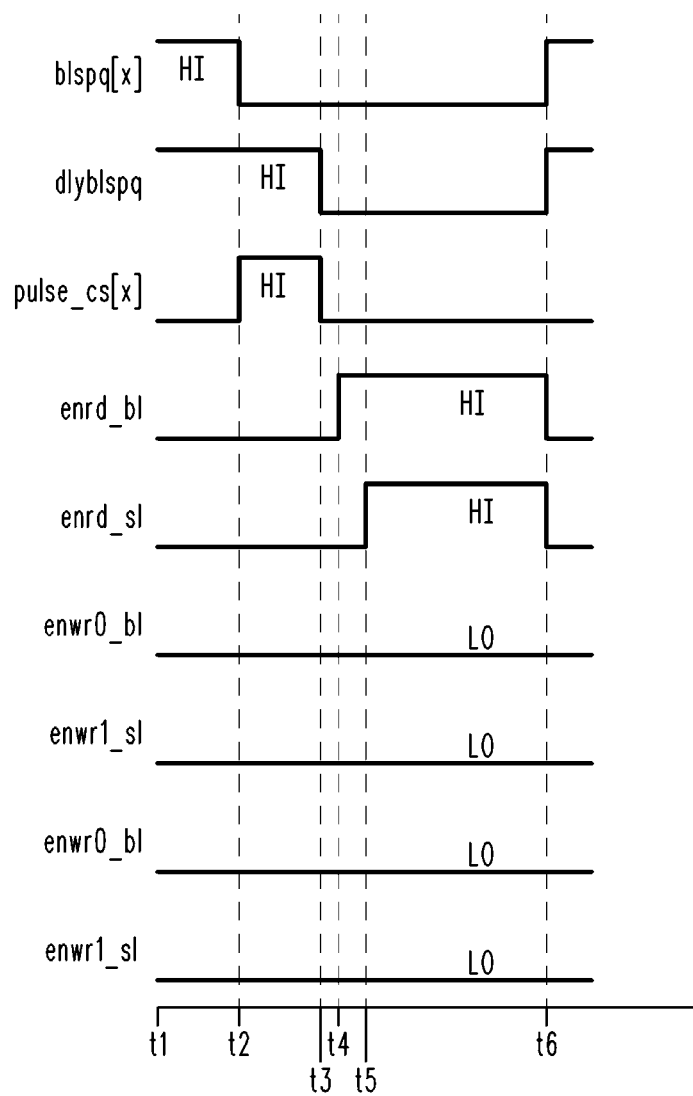 blspq[x] HI HI
dlyblspq HI
pulse_cs[x] HI
enrd_bl HI
enrd_sl HI
enwr0_bl LO
enwr1_sl LO
enwr0_bl LO
enwr1_sl LO
t1 t2 t4 t6
t3 t5